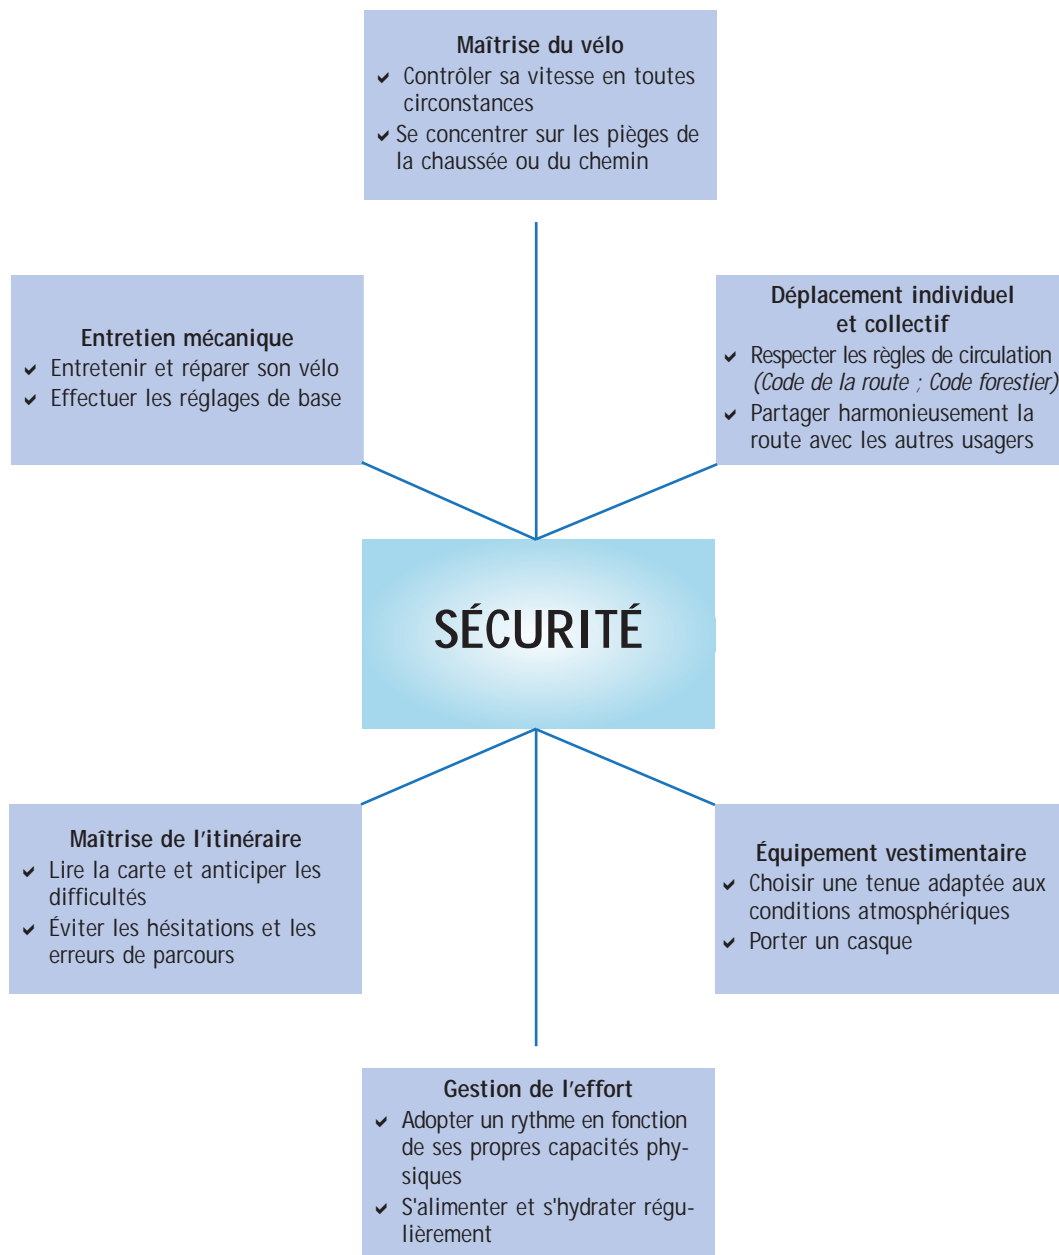 Maîtrise du vélo
✓ Contrôler sa vitesse en toutes
circonstances
✓ Se concentrer sur les pièges de
la chaussée ou du chemin
Entretien mécanique
✓ Entretenir et réparer son vélo
✓ Effectuer les réglages de base
Déplacement individuel
et collectif
✓ Respecter les règles de circulation
(Code de la route ; Code forestier)
✓ Partager harmonieusement la
route avec les autres usagers
SÉCURITÉ
Maîtrise de l'itinéraire
✓ Lire la carte et anticiper les
difficultés
✓ Éviter les hésitations et les
erreurs de parcours
Équipement vestimentaire
✓ Choisir une tenue adaptée aux
conditions atmosphériques
✓ Porter un casque
Gestion de l'effort
✓ Adopter un rythme en fonction
de ses propres capacités phy-
siques
✓ S'alimenter et s'hydrater régu-
lièrement